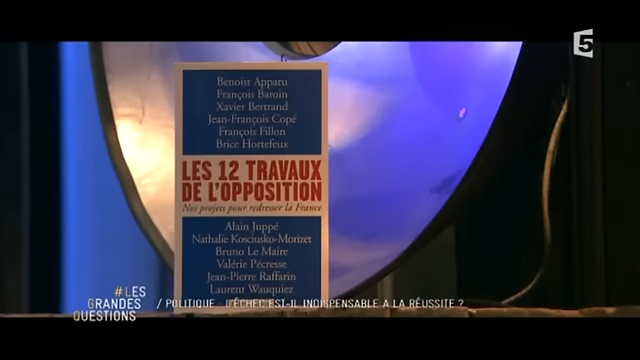 5
Benoist Apparu
François Baroin
Xavier Bertrand
Jean-François Copé
François Fillon
Brice Hortefeux
LES 12 TRAVAUX
DE L'OPPOSITION
Nos projets pour redresser la France
Alain Juppé
Nathalie Kosciusko-Morizet
Bruno Le Maire
Valérie Pécresse
Jean-Pierre Raffarin
Laurent Wauquiez
#LES
GRANDES
QUESTIONS
/ POLITIQUE : L'ÉCHEC EST-IL INDISPENSABLE A LA RÉUSSITE ?